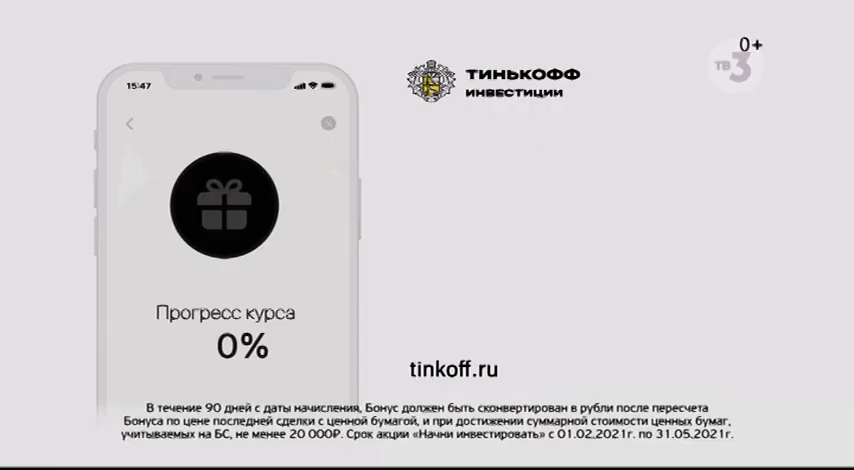 0+
ТВ3
15:47
ТИНЬКОФФ
ИНВЕСТИЦИИ
Прогресс курса
0%
tinkoff.ru
В течение 90 дней с даты начисления, Бонус должен быть сконвертирован в рубли после пересчета
Бонуса по цене последней сделки с ценной бумагой, и при достижении суммарной стоимости ценных бумаг,
учитываемых на БС, не менее 20 000₽. Срок акции «Начни инвестировать» с 01.02.2021г. по 31.05.2021г.